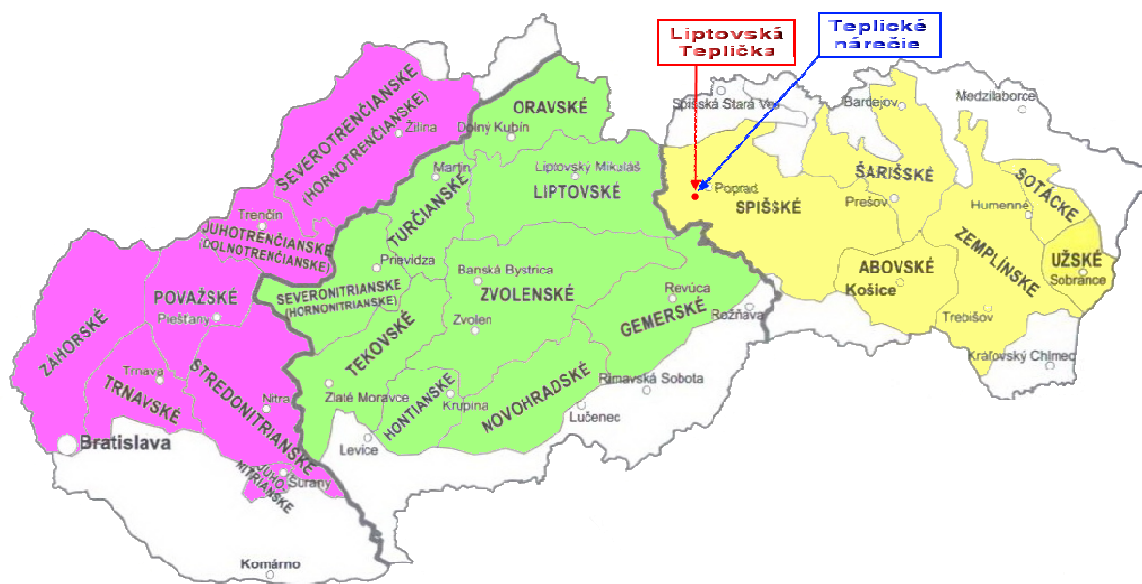 Liptovská
Teplička
Teplické
nárečie
SEVEROTRENČIANSKE
(HORNOTRENČIANSKE)
Žilina
ORAVSKÉ
Dolný Kubín
Spišská Stará Ves
Bardejov
Medzilaborce
Martin
Liptovský Mikuláš
LIPTOVSKÉ
TURČIANSKE
Poprad
SPIŠSKÉ
ŠARIŠSKÉ
Prešov
SOTÁCKE
Humenné
Trenčín
JUHOTRENČIANSKE
(DOLNOTRENČIANSKE)
Prievidza
Banská Bystrica
ZVOLENSKÉ
Zvolen
ABOVSKÉ
Košice
ZEMPLÍNSKE
UŽSKÉ
Sobrance
POVAŽSKÉ
Piešťany
SEVERONITRIANSKE
(HORNONITRIANSKE)
Revúca
GEMERSKÉ
Rožňava
Trebišov
ZÁHORSKÉ
TEKOVSKÉ
Kráľovský Chlmec
Trnava
TRNAVSKÉ
STREDONITRIANSKE
Nitra
Zlaté Moravce
HONTIANSKE
Krupina
NOVOHRADSKÉ
Rimavská Sobota
Lučenec
Bratislava
Levice
JUHO-
NITRIANSKE
Šurany
Komárno